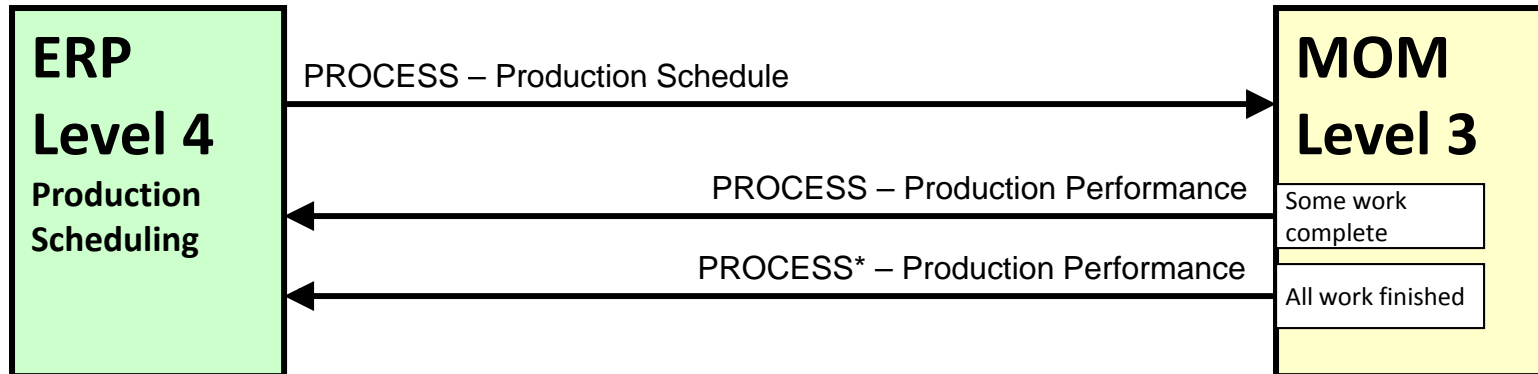 ERP
Level 4
Production
Scheduling
PROCESS – Production Schedule
PROCESS – Production Performance
PROCESS* – Production Performance
MOM
Level 3
Some work
complete
All work finished